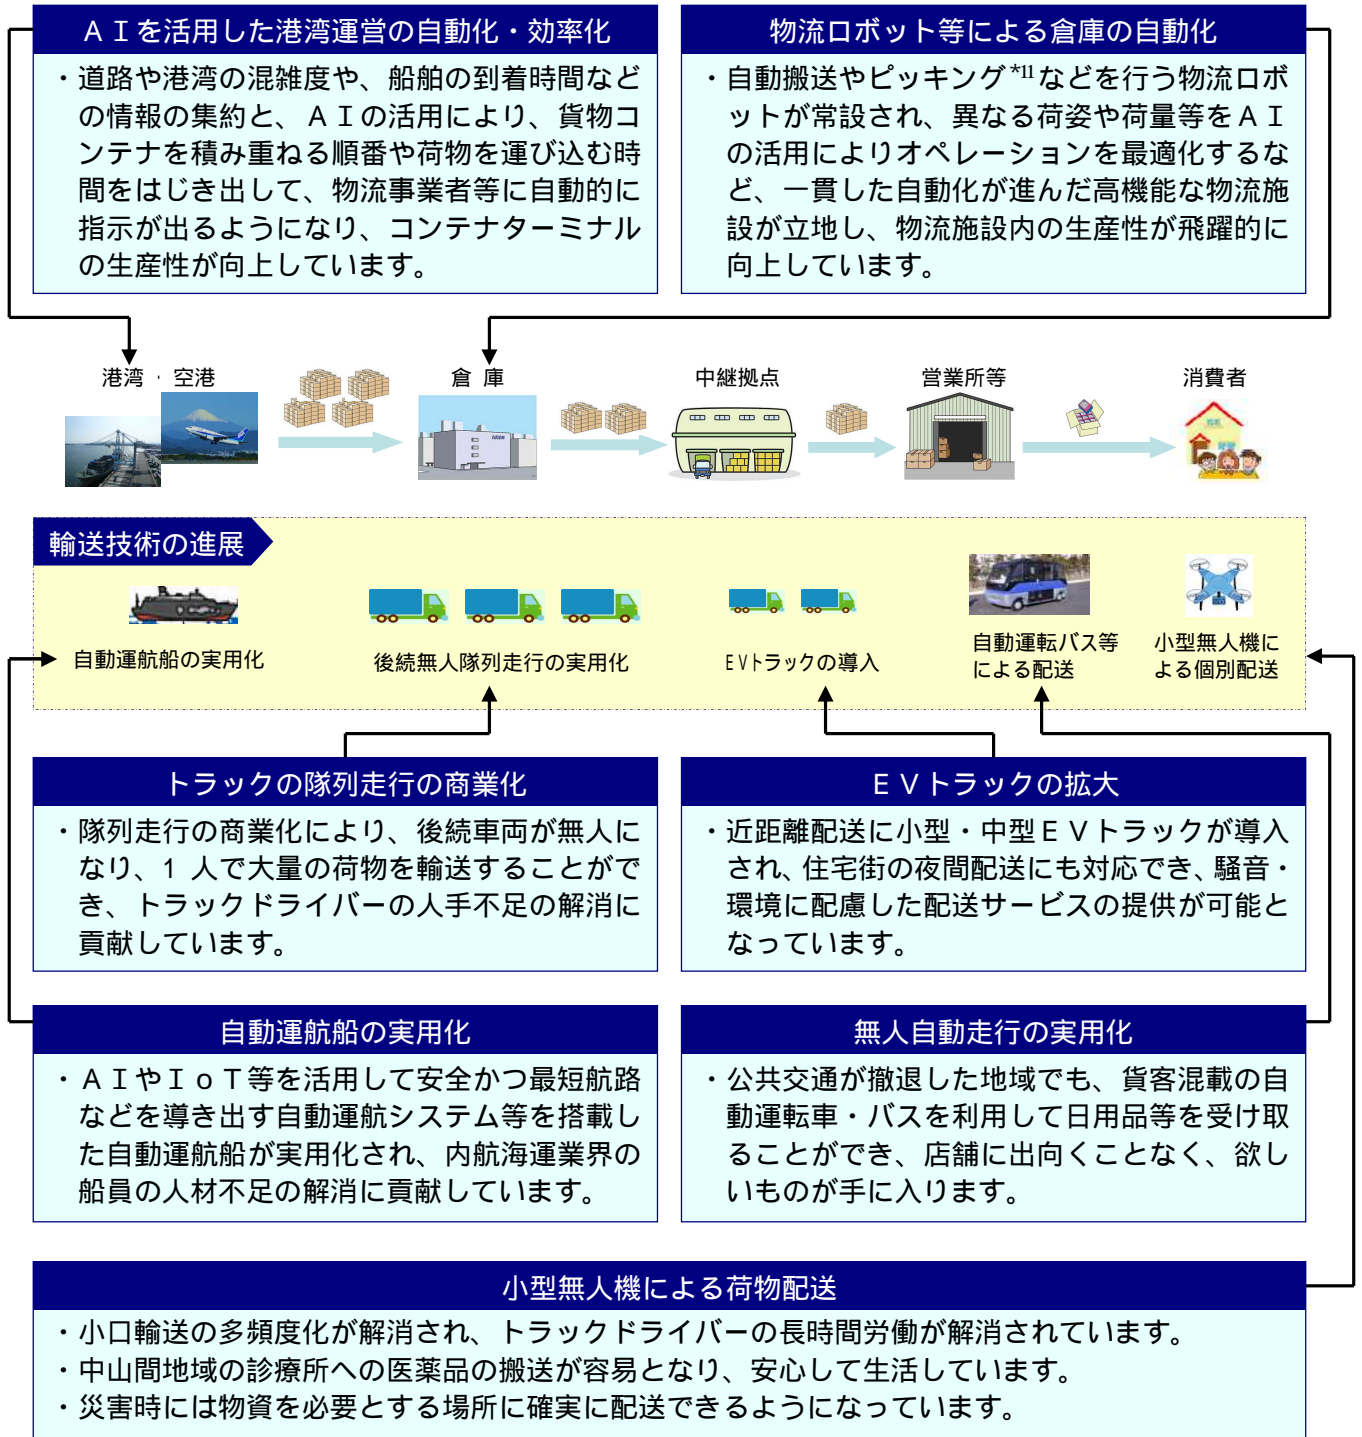 ＡＩを活用した港湾運営の自動化・効率化
・道路や港湾の混雑度や、船舶の到着時間など
の情報の集約と、ＡＩの活用により、貨物コ
ンテナを積み重ねる順番や荷物を運び込む時
間をはじき出して、物流事業者等に自動的に
指示が出るようになり、コンテナターミナル
の生産性が向上しています。
物流ロボット等による倉庫の自動化
・自動搬送やピッキング*11などを行う物流ロボ
ットが常設され、異なる荷姿や荷量等をＡＩ
の活用によりオペレーションを最適化するな
ど、一貫した自動化が進んだ高機能な物流施
設が立地し、物流施設内の生産性が飛躍的に
向上しています。
港湾・空港
倉 庫
中継拠点
営業所等
消費者
輸送技術の進展
自動運航船の実用化
後続無人隊列走行の実用化
ＥＶトラックの導入
自動運転バス等
による配送
小型無人機に
よる個別配送
トラックの隊列走行の商業化
・隊列走行の商業化により、後続車両が無人に
なり、1 人で大量の荷物を輸送することがで
き、トラックドライバーの人手不足の解消に
貢献しています。
ＥＶトラックの拡大
・近距離配送に小型・中型ＥＶトラックが導入
され、住宅街の夜間配送にも対応でき、騒音・
環境に配慮した配送サービスの提供が可能と
なっています。
自動運航船の実用化
・ＡＩやＩｏＴ等を活用して安全かつ最短航路
などを導き出す自動運航システム等を搭載し
た自動運航船が実用化され、内航海運業界の
船員の人材不足の解消に貢献しています。
無人自動走行の実用化
・公共交通が撤退した地域でも、貨客混載の自
動運転車・バスを利用して日用品等を受け取
ることができ、店舗に出向くことなく、欲し
いものが手に入ります。
小型無人機による荷物配送
・小口輸送の多頻度化が解消され、トラックドライバーの長時間労働が解消されています。
・中山間地域の診療所への医薬品の搬送が容易となり、安心して生活しています。
・災害時には物資を必要とする場所に確実に配送できるようになっています。